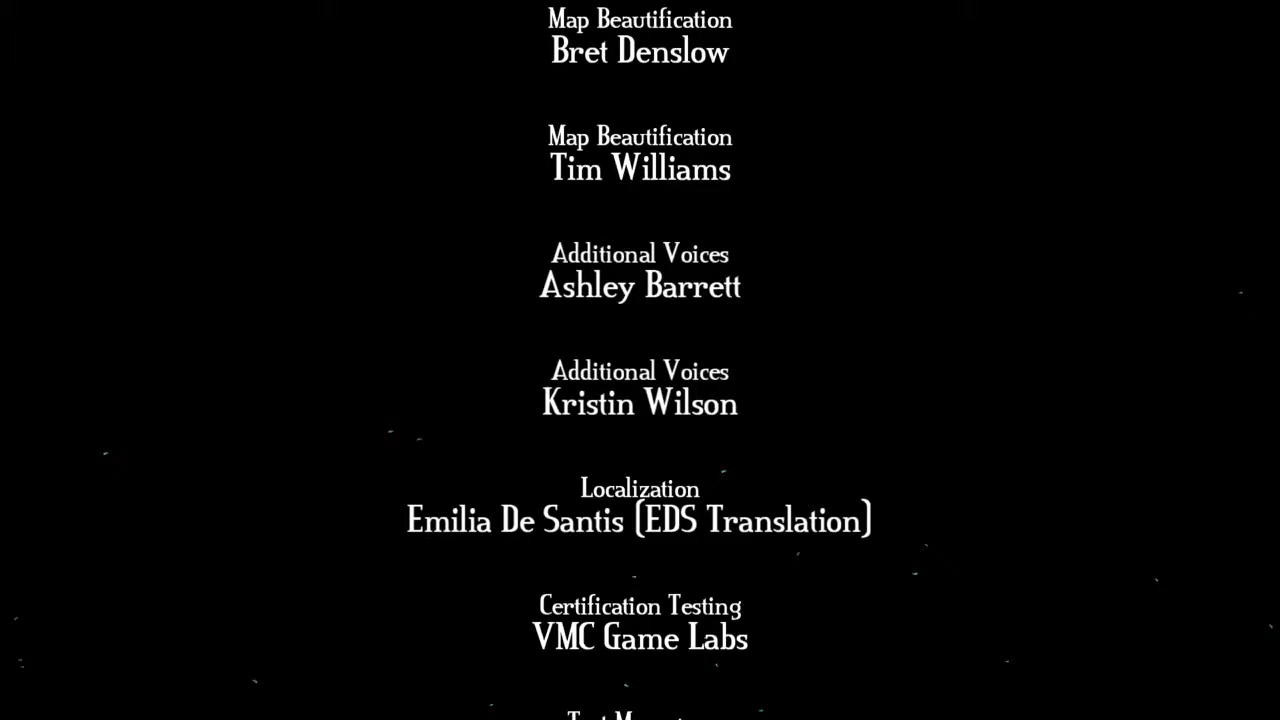 Map Beautification
Bret Denslow
Map Beautification
Tim Williams
Additional Voices
Ashley Barrett
Additional Voices
Kristin Wilson
Localization
Emilia De Santis (EDS Translation)
Certification Testing
VMC Game Labs